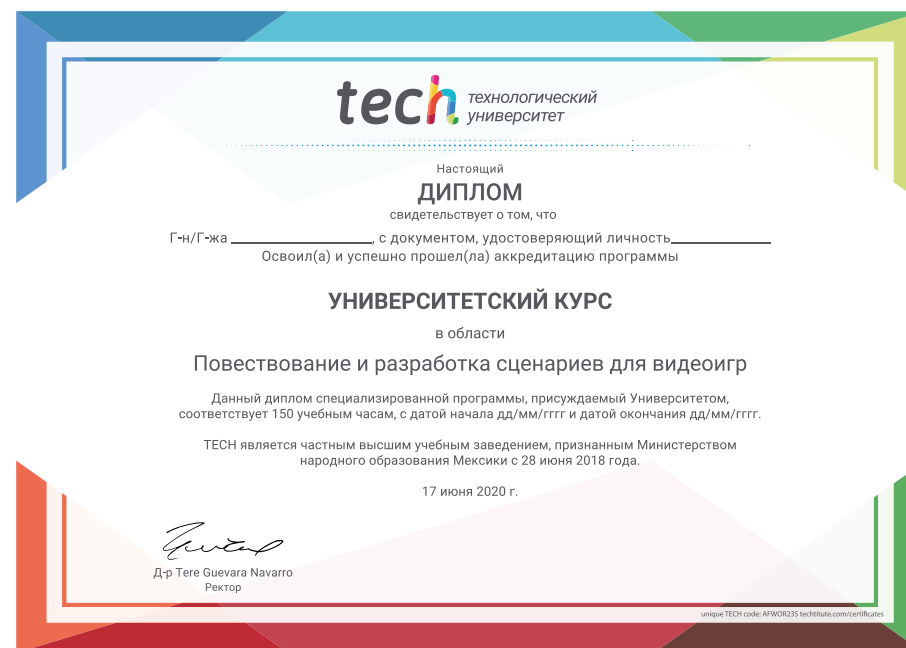 tech технологический
университет
Настоящий
ДИПЛОМ
свидетельствует о том, что
Г-н/Г-жа ____________________, с документом, удостоверяющий личность______________
Освоил(а) и успешно прошел(ла) аккредитацию программы
УНИВЕРСИТЕТСКИЙ КУРС
в области
Повествование и разработка сценариев для видеоигр
Данный диплом специализированной программы, присуждаемый Университетом,
соответствует 150 учебным часам, с датой начала дд/мм/гггг и датой окончания дд/мм/гггг.
TECH является частным высшим учебным заведением, признанным Министерством
народного образования Мексики с 28 июня 2018 года.
17 июня 2020 г.
Д-р Tere Guevara Navarro
Ректор
unique TECH code: AFWOR23S techtitute.com/certificates